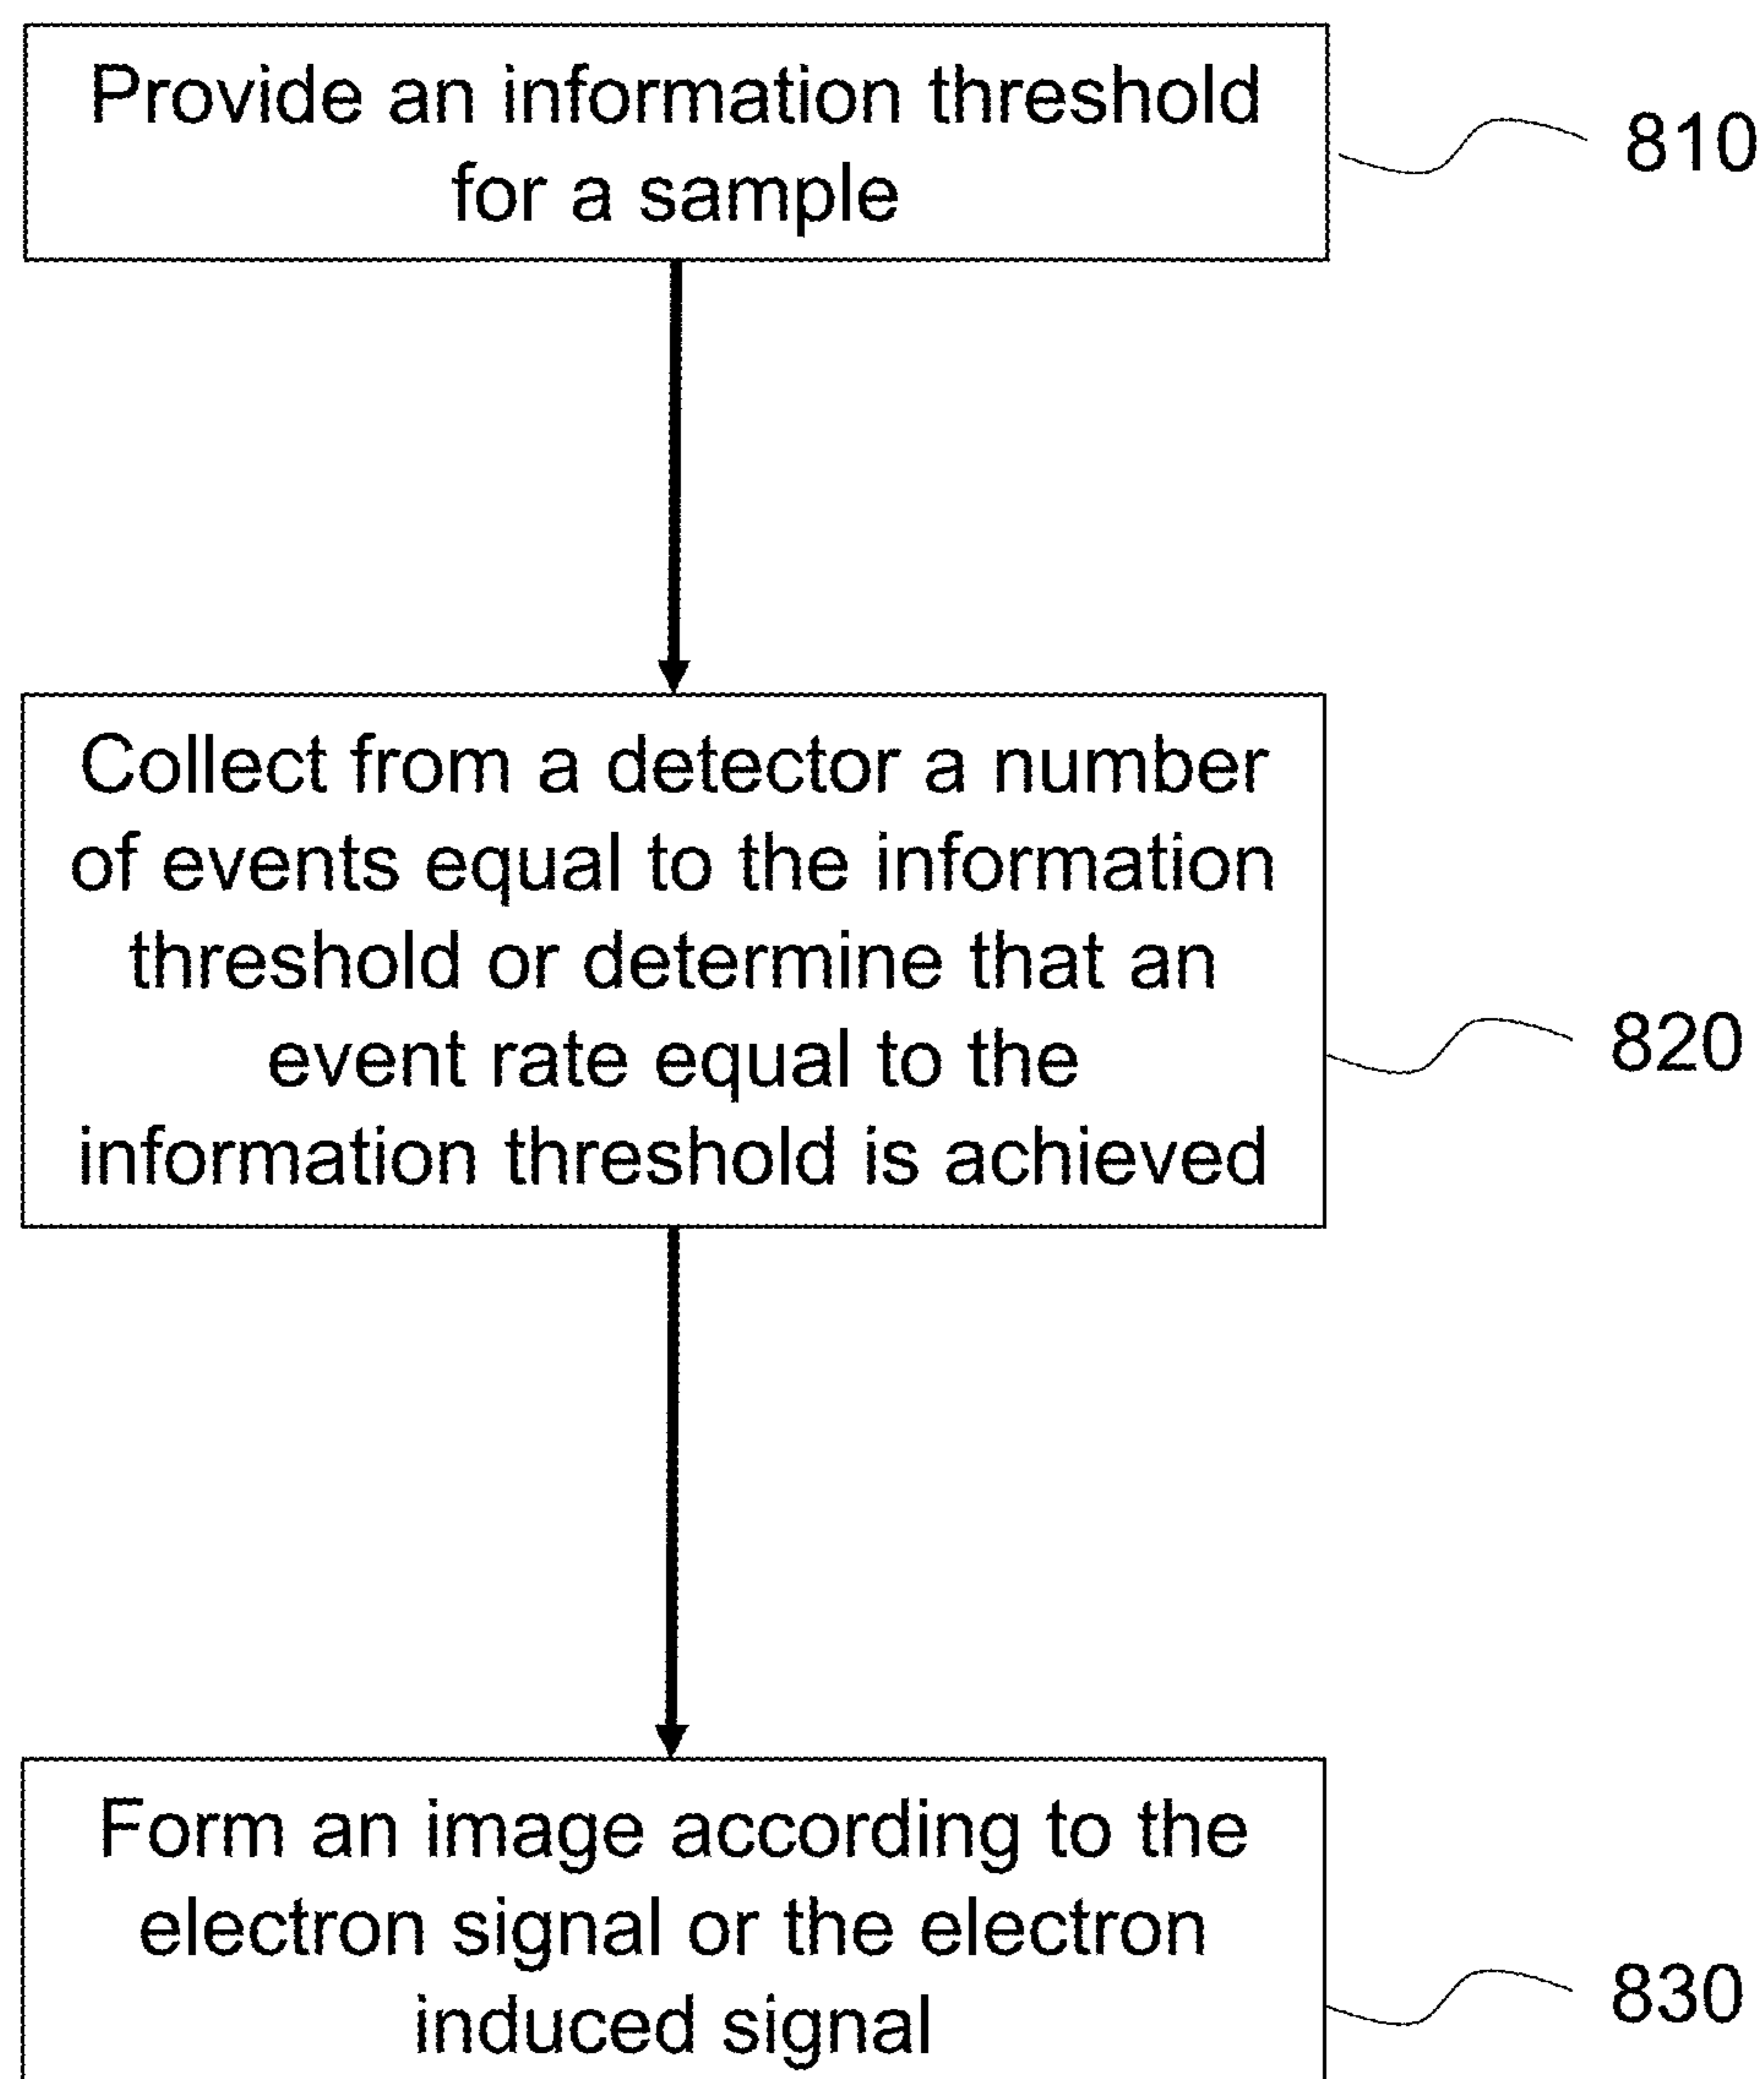 Provide an information threshold
for a sample
810
Collect from a detector a number
of events equal to the information
threshold or determine that an
event rate equal to the
information threshold is achieved
820
Form an image according to the
electron signal or the electron
induced signal
830